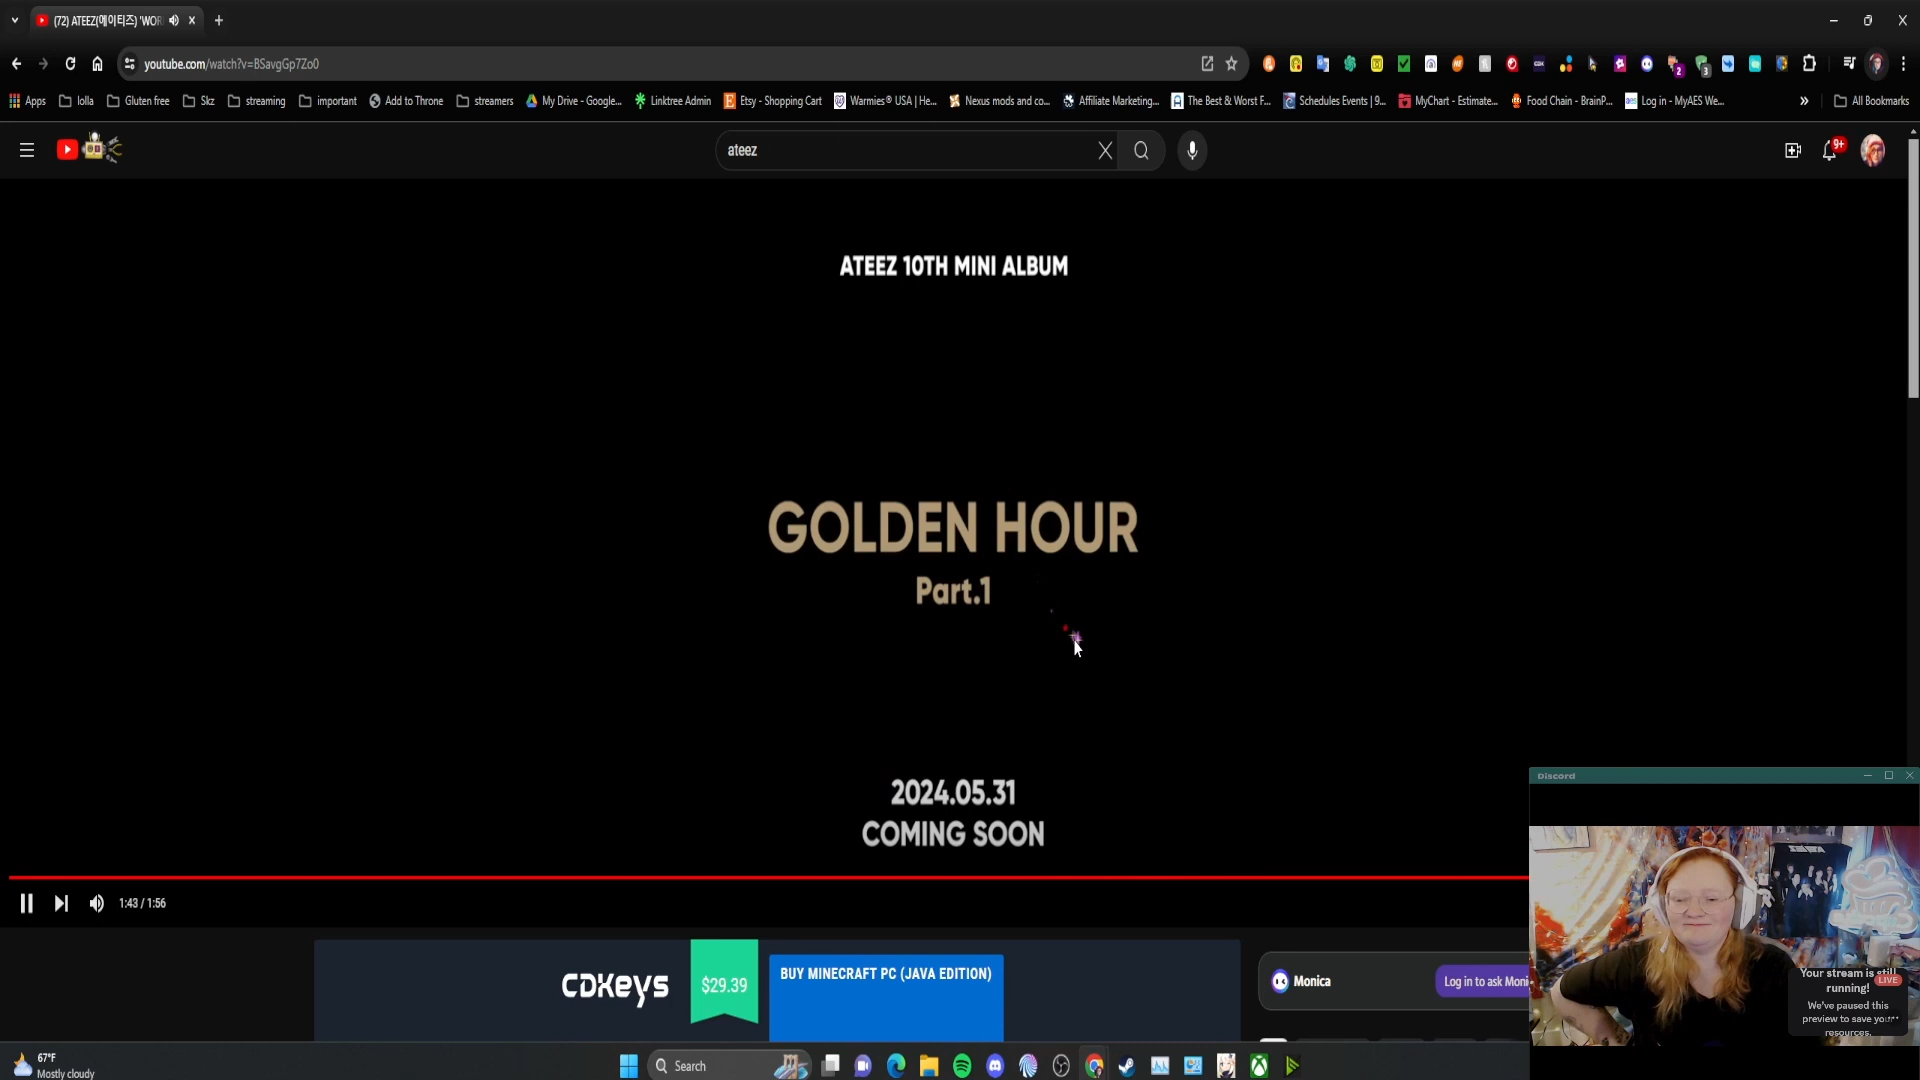 (72) ATEEZ(에이티즈) 'WOR
youtube.com/watch?v=BSavgGp7Zo0
2
3
Apps
lolla
Gluten free
Skz
streaming
important
Add to Throne
streamers
My Drive - Google...
Linktree Admin
Etsy - Shopping Cart
Warmies® USA | He...
Nexus mods and co...
Affiliate Marketing...
The Best & Worst F...
Schedules Events | 9...
MyChart - Estimate...
Food Chain - BrainP...
Log in - MyAES We...
»
All Bookmarks
ateez
9+
ATEEZ 10TH MINI ALBUM
GOLDEN HOUR
Part.1
2024.05.31
COMING SOON
1:43 / 1:56
CDKeys
$29.39
BUY MINECRAFT PC (JAVA EDITION)
Monica
Log in to ask Moni
Discord
Your stream is still
running!
LIVE
We've paused this
preview to save your
resources.
67°F
Mostly cloudy
Search